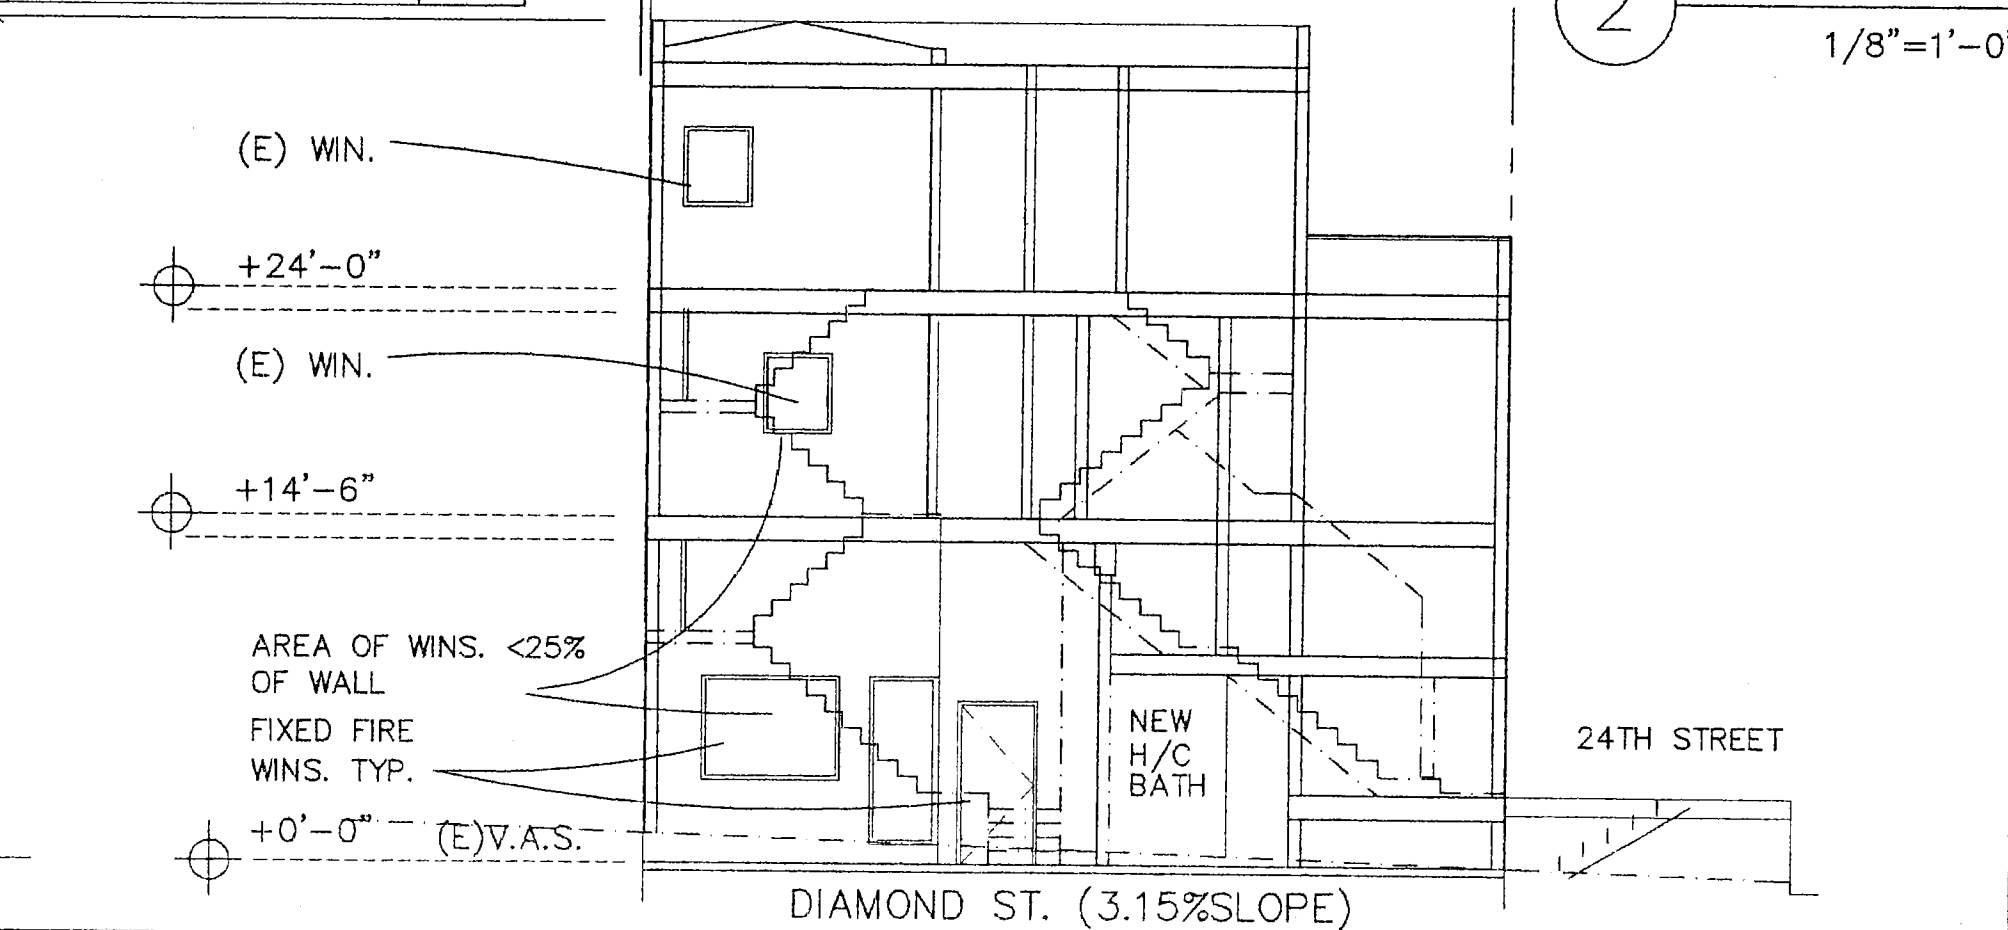 2
1/8"=1'-0"
(E) WIN.
+24'-0"
(E) WIN.
+14'-6"
AREA OF WINS. <25%
OF WALL
FIXED FIRE
WINS. TYP.
+0'-0"
(E)V.A.S.
NEW
H/C
BATH
24TH STREET
DIAMOND ST. (3.15%SLOPE)